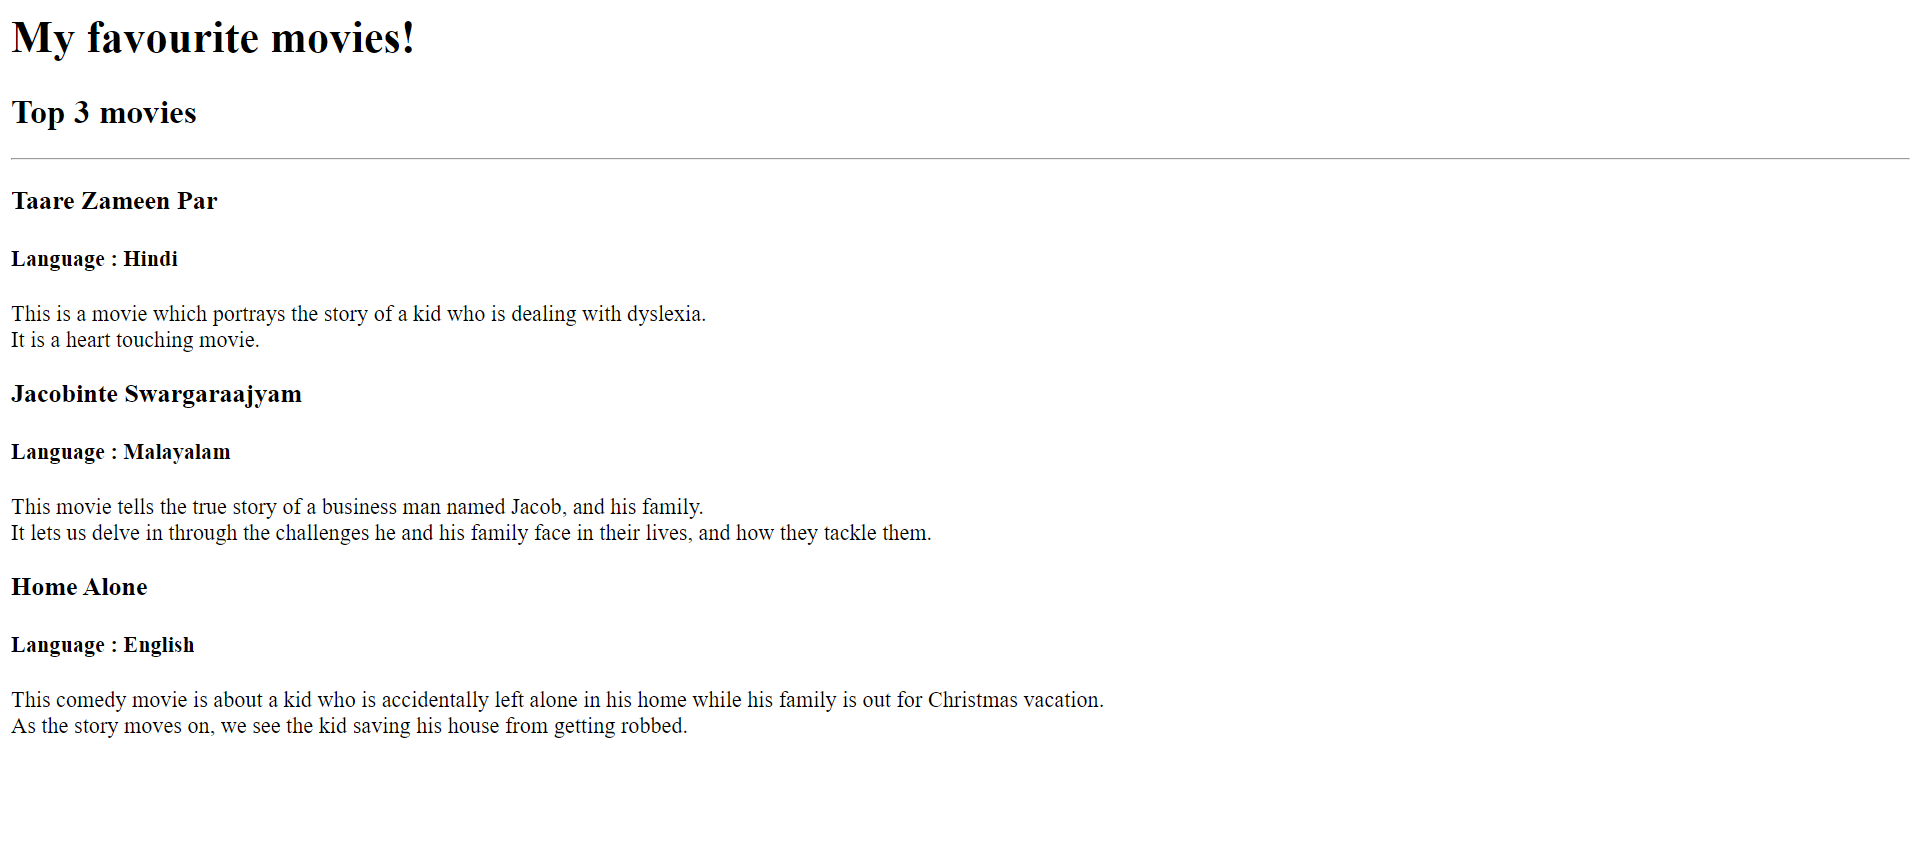 My favourite movies!
Top 3 movies
Taare Zameen Par
Language : Hindi
This is a movie which portrays the story of a kid who is dealing with dyslexia.
It is a heart touching movie.
Jacobinte Swargaraajyam
Language : Malayalam
This movie tells the true story of a business man named Jacob, and his family.
It lets us delve in through the challenges he and his family face in their lives, and how they tackle them.
Home Alone
Language : English
This comedy movie is about a kid who is accidentally left alone in his home while his family is out for Christmas vacation.
As the story moves on, we see the kid saving his house from getting robbed.